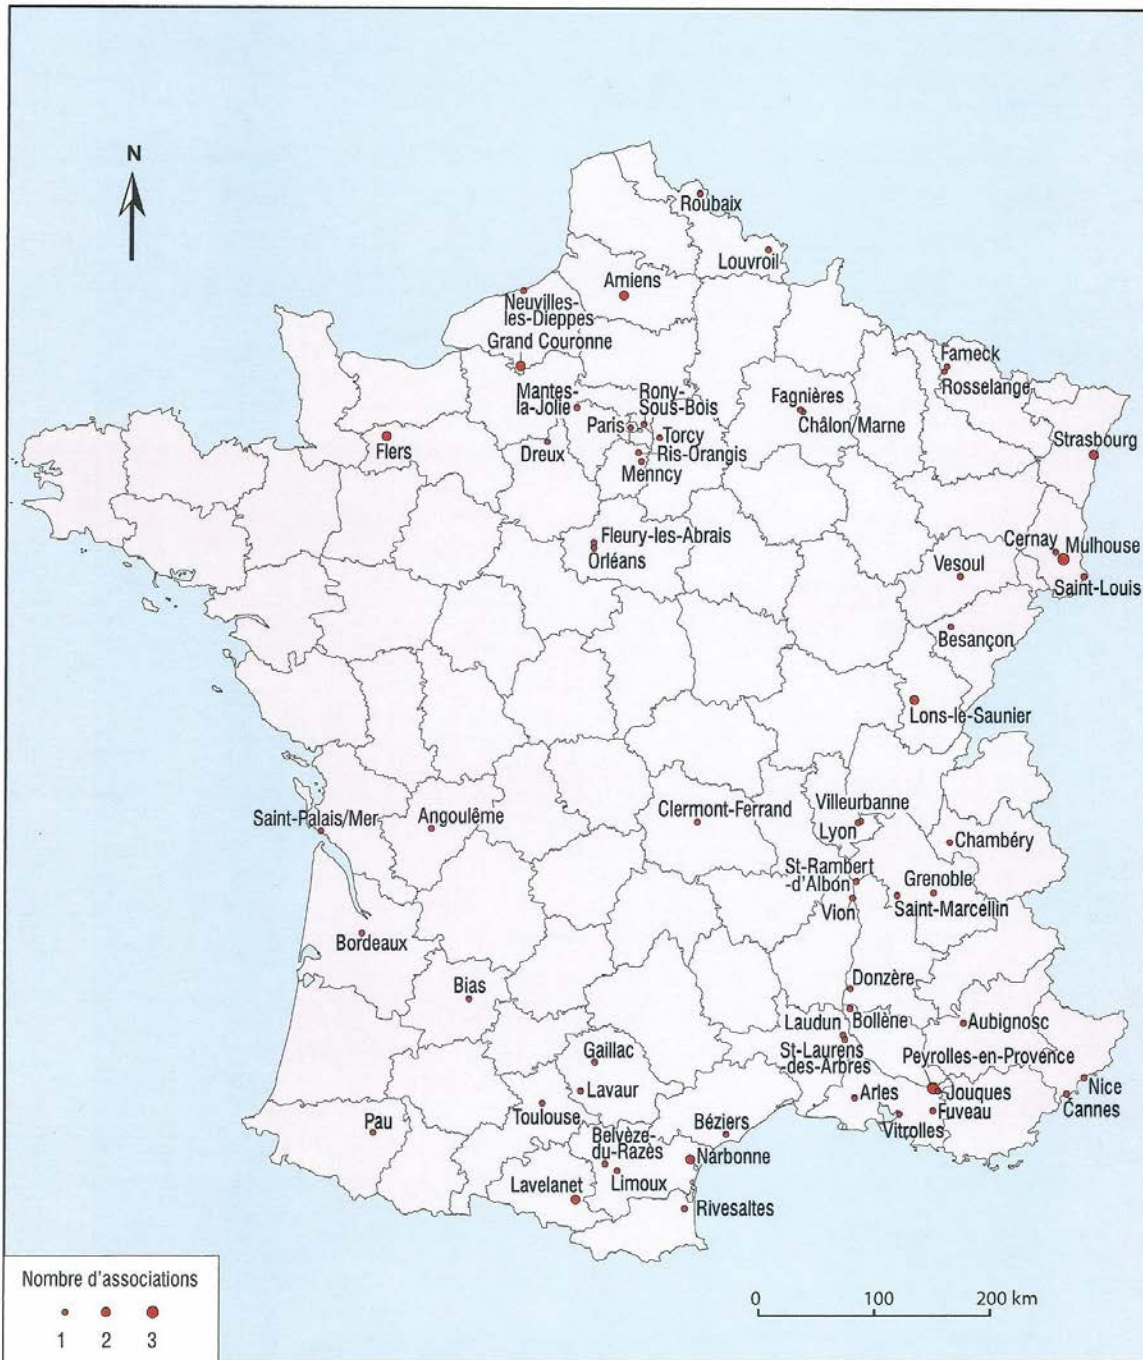 N
Roubaix
Louvroil
Amiens
Neuvilles-
les-Dieppes
Grand Couronne
Fameck
Rosselange
Mantes-
la-Jolie
Rony-
Sous-Bois
Fagnières
Châlon/Marne
Paris
Torcy
Strasbourg
Flers
Dreux
Ris-Orangis
Menncy
Fleury-les-Abrais
Orléans
Cernay
Mulhouse
Vesoul
Saint-Louis
Besançon
Lons-le-Saunier
Saint-Palais/Mer
Angoulême
Clermont-Ferrand
Villeurbanne
Lyon
Chambéry
St-Rambert
-d'Albon
Grenoble
Vion
Saint-Marcellin
Bordeaux
Bias
Donzère
Bollène
Laudun
Aubignosc
St-Laurens
-des-Arbres
Peyrolles-en-Provence
Gaillac
Lavaur
Arles
Jouques
Nice
Cannes
Toulouse
Fuveau
Vitrolles
Pau
Béziers
Belvèze-
du-Razès
Narbonne
Limoux
Lavelanet
Rivesaltes
Nombre d'associations
1 2 3
0 100 200 km